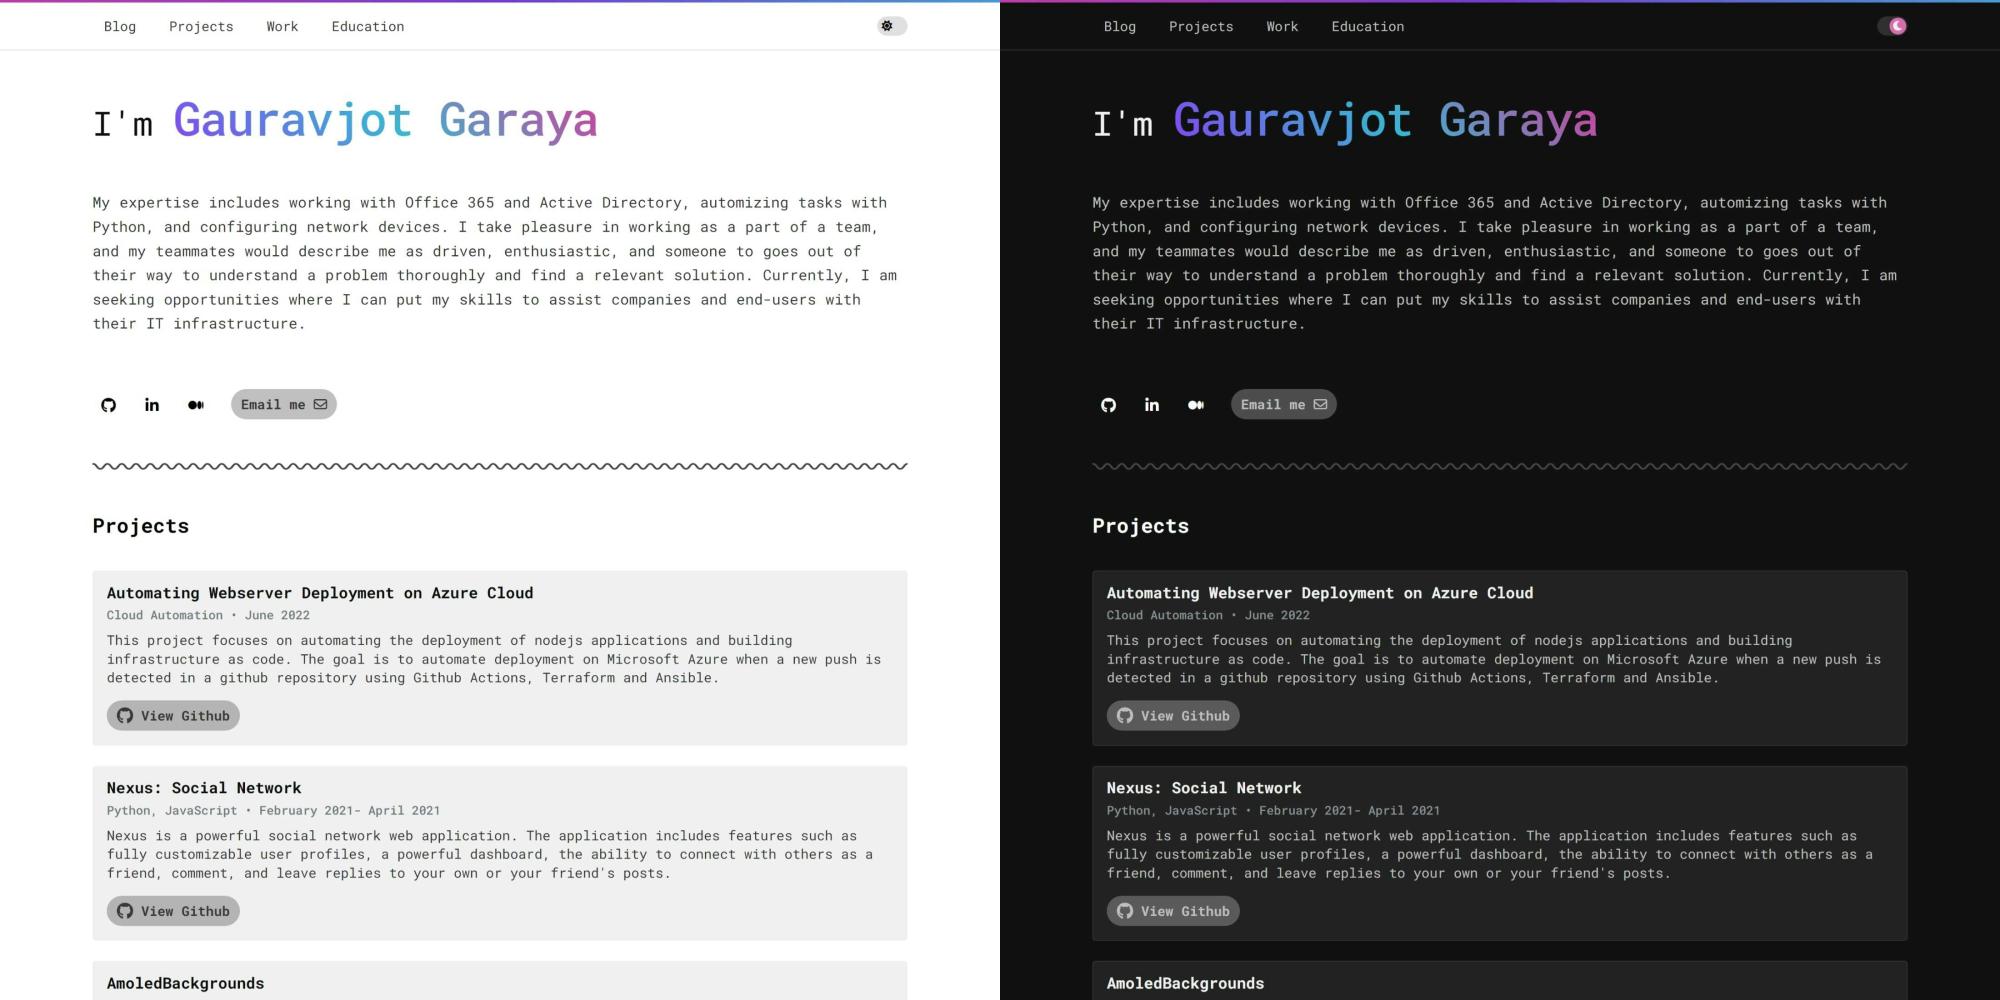 Blog Projects Work Education
I'm Gauravjot Garaya
My expertise includes working with Office 365 and Active Directory, automizing tasks with
Python, and configuring network devices. I take pleasure in working as a part of a team,
and my teammates would describe me as driven, enthusiastic, and someone to goes out of
their way to understand a problem thoroughly and find a relevant solution. Currently, I am
seeking opportunities where I can put my skills to assist companies and end-users with
their IT infrastructure.
in Email me
Projects
Automating Webserver Deployment on Azure Cloud
Cloud Automation • June 2022
This project focuses on automating the deployment of nodejs applications and building
infrastructure as code. The goal is to automate deployment on Microsoft Azure when a new push is
detected in a github repository using Github Actions, Terraform and Ansible.
View Github
Nexus: Social Network
Python, JavaScript • February 2021- April 2021
Nexus is a powerful social network web application. The application includes features such as
fully customizable user profiles, a powerful dashboard, the ability to connect with others as a
friend, comment, and leave replies to your own or your friend's posts.
View Github
AmoledBackgrounds
Blog Projects Work Education
I'm Gauravjot Garaya
My expertise includes working with Office 365 and Active Directory, automizing tasks with
Python, and configuring network devices. I take pleasure in working as a part of a team,
and my teammates would describe me as driven, enthusiastic, and someone to goes out of
their way to understand a problem thoroughly and find a relevant solution. Currently, I am
seeking opportunities where I can put my skills to assist companies and end-users with
their IT infrastructure.
in Email me
Projects
Automating Webserver Deployment on Azure Cloud
Cloud Automation • June 2022
This project focuses on automating the deployment of nodejs applications and building
infrastructure as code. The goal is to automate deployment on Microsoft Azure when a new push is
detected in a github repository using Github Actions, Terraform and Ansible.
View Github
Nexus: Social Network
Python, JavaScript • February 2021- April 2021
Nexus is a powerful social network web application. The application includes features such as
fully customizable user profiles, a powerful dashboard, the ability to connect with others as a
friend, comment, and leave replies to your own or your friend's posts.
View Github
AmoledBackgrounds